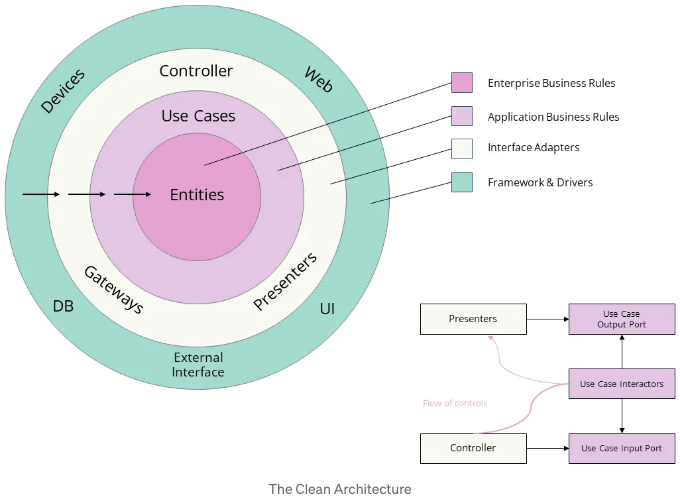 Devices
Controller
Web
Use Cases
Entities
Gateways
Presenters
DB
UI
External
Interface
Enterprise Business Rules
Application Business Rules
Interface Adapters
Framework & Drivers
Presenters
Use Case
Output Port
Use Case Interactors
Flow of controls
Controller
Use Case Input Port
The Clean Architecture